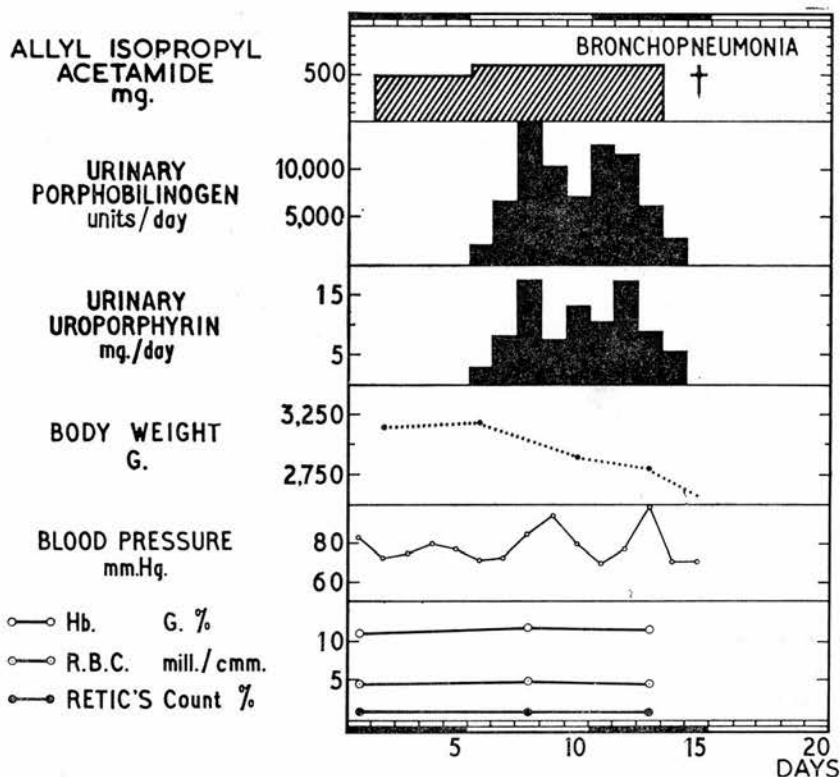 ALLYL ISOPROPYL
ACETAMIDE
mg.
500
BRONCHOPNEUMONIA
†
URINARY
PORPHOBILINOGEN
units/day
10,000
5,000
URINARY
UROPORPHYRIN
mg./day
15
5
BODY WEIGHT
G.
3,250
2,750
BLOOD PRESSURE
mm.Hg.
80
60
Hb. G. %
R.B.C. mill./cmm.
RETIC'S Count %
10
5
5 10 15 20
DAYS